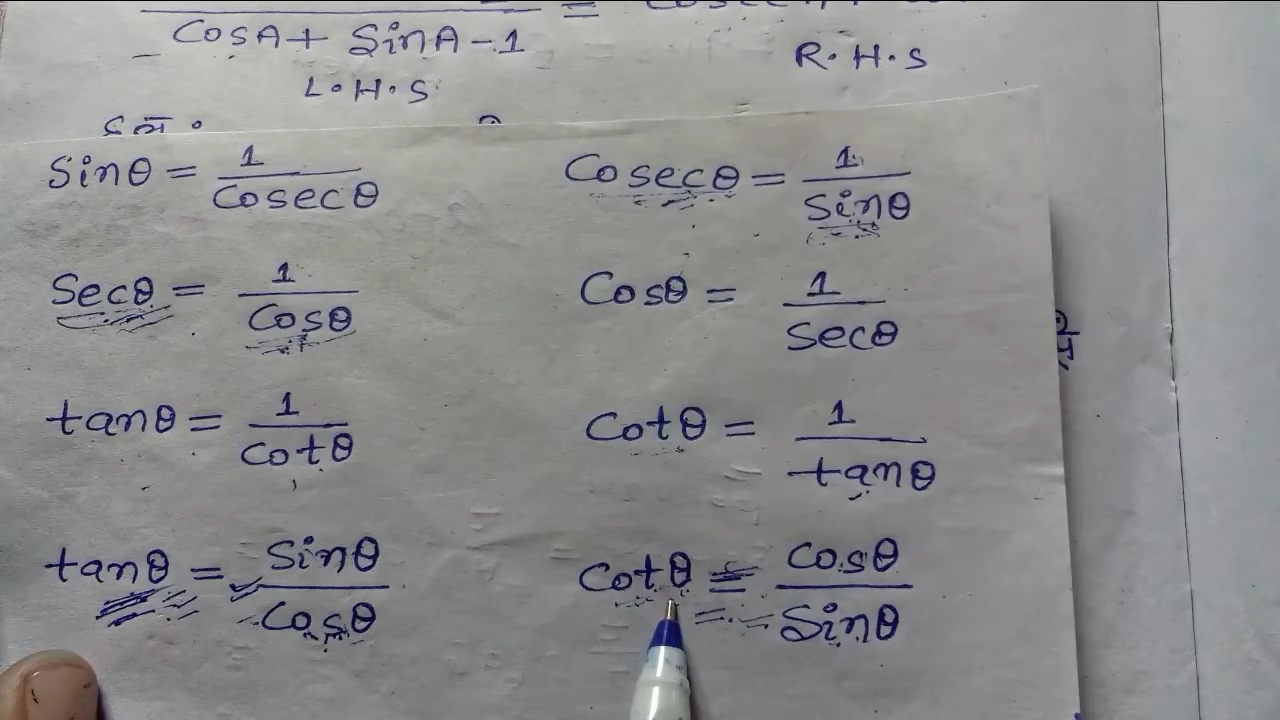 CosA + SinA - 1
L.H.S R.H.S
Sinθ = 1/Cosecθ Cosecθ = 1/Sinθ
Secθ = 1/Cosθ Cosθ = 1/Secθ
tanθ = 1/Cotθ Cotθ = 1/tanθ
tanθ = Sinθ/Cosθ Cotθ = Cosθ/Sinθ